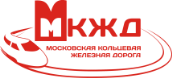 МКЖД
МОСКОВСКАЯ КОЛЬЦЕВАЯ
ЖЕЛЕЗНАЯ ДОРОГА